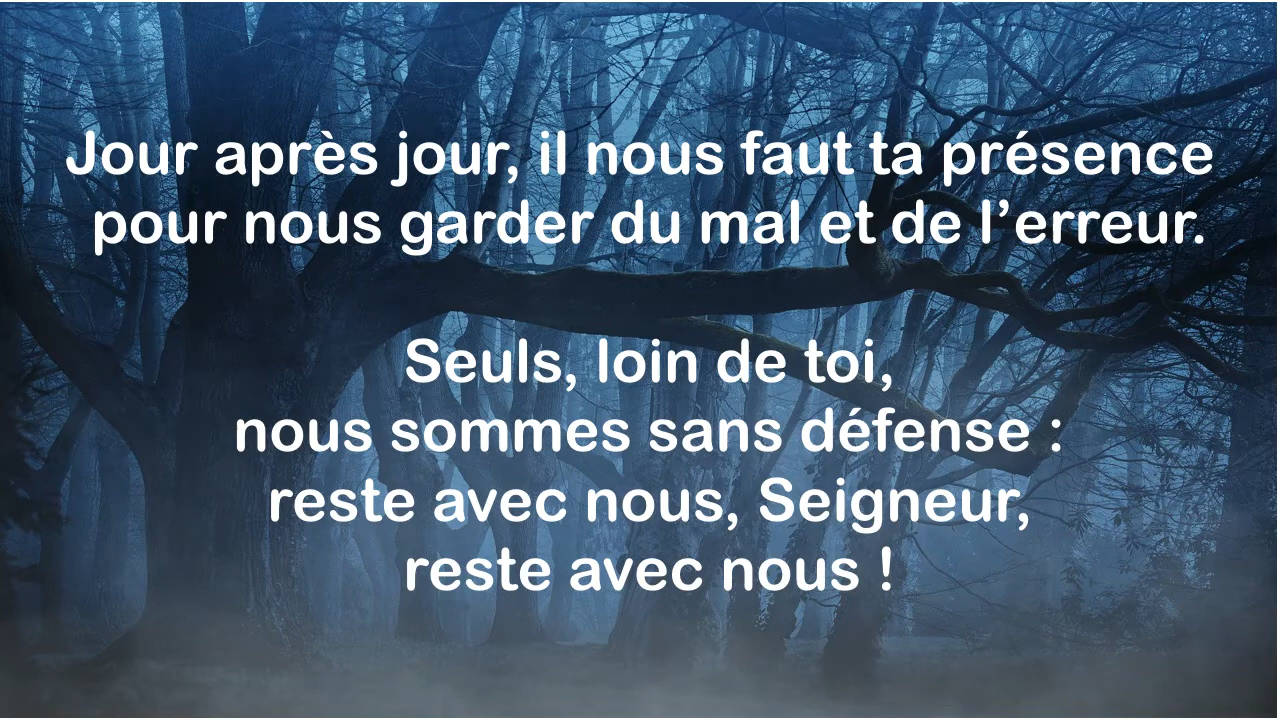 Jour après jour, il nous faut ta présence
pour nous garder du mal et de l’erreur.
Seuls, loin de toi,
nous sommes sans défense :
reste avec nous, Seigneur,
reste avec nous !